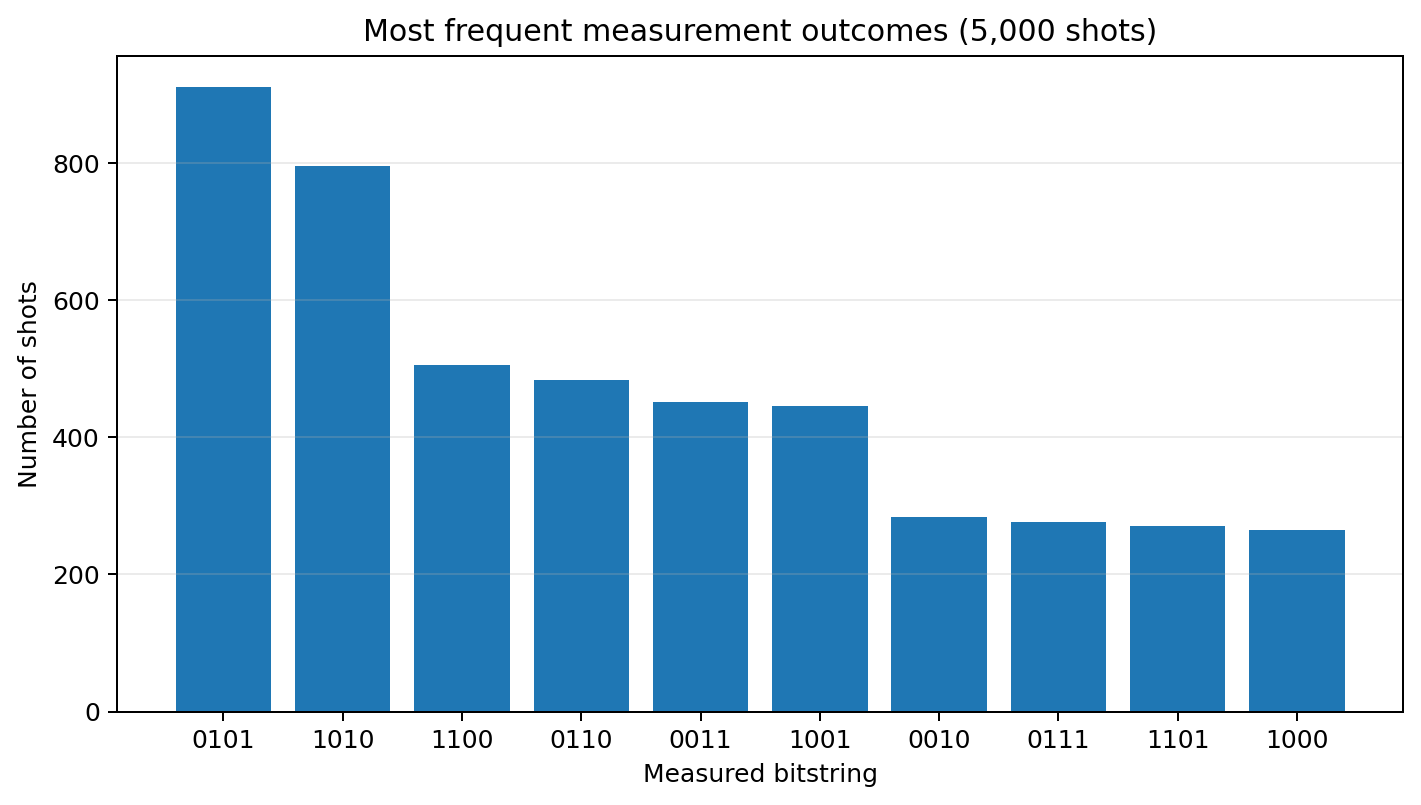 Most frequent measurement outcomes (5,000 shots)
Number of shots
800
600
400
200
0
0101 1010 1100 0110 0011 1001 0010 0111 1101 1000
Measured bitstring